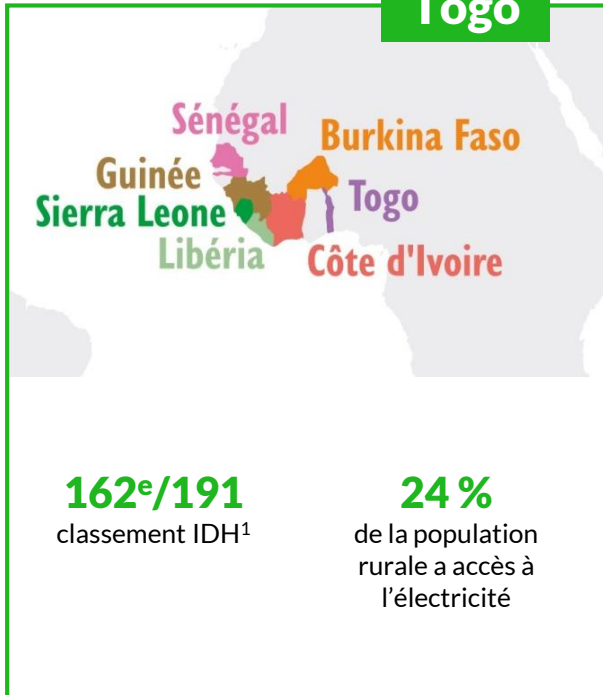 Togo
Sénégal
Burkina Faso
Guinée
Togo
Sierra Leone
Libéria
Côte d'Ivoire
162ᵉ/191
classement IDH¹
24 %
de la population
rurale a accès à
l’électricité